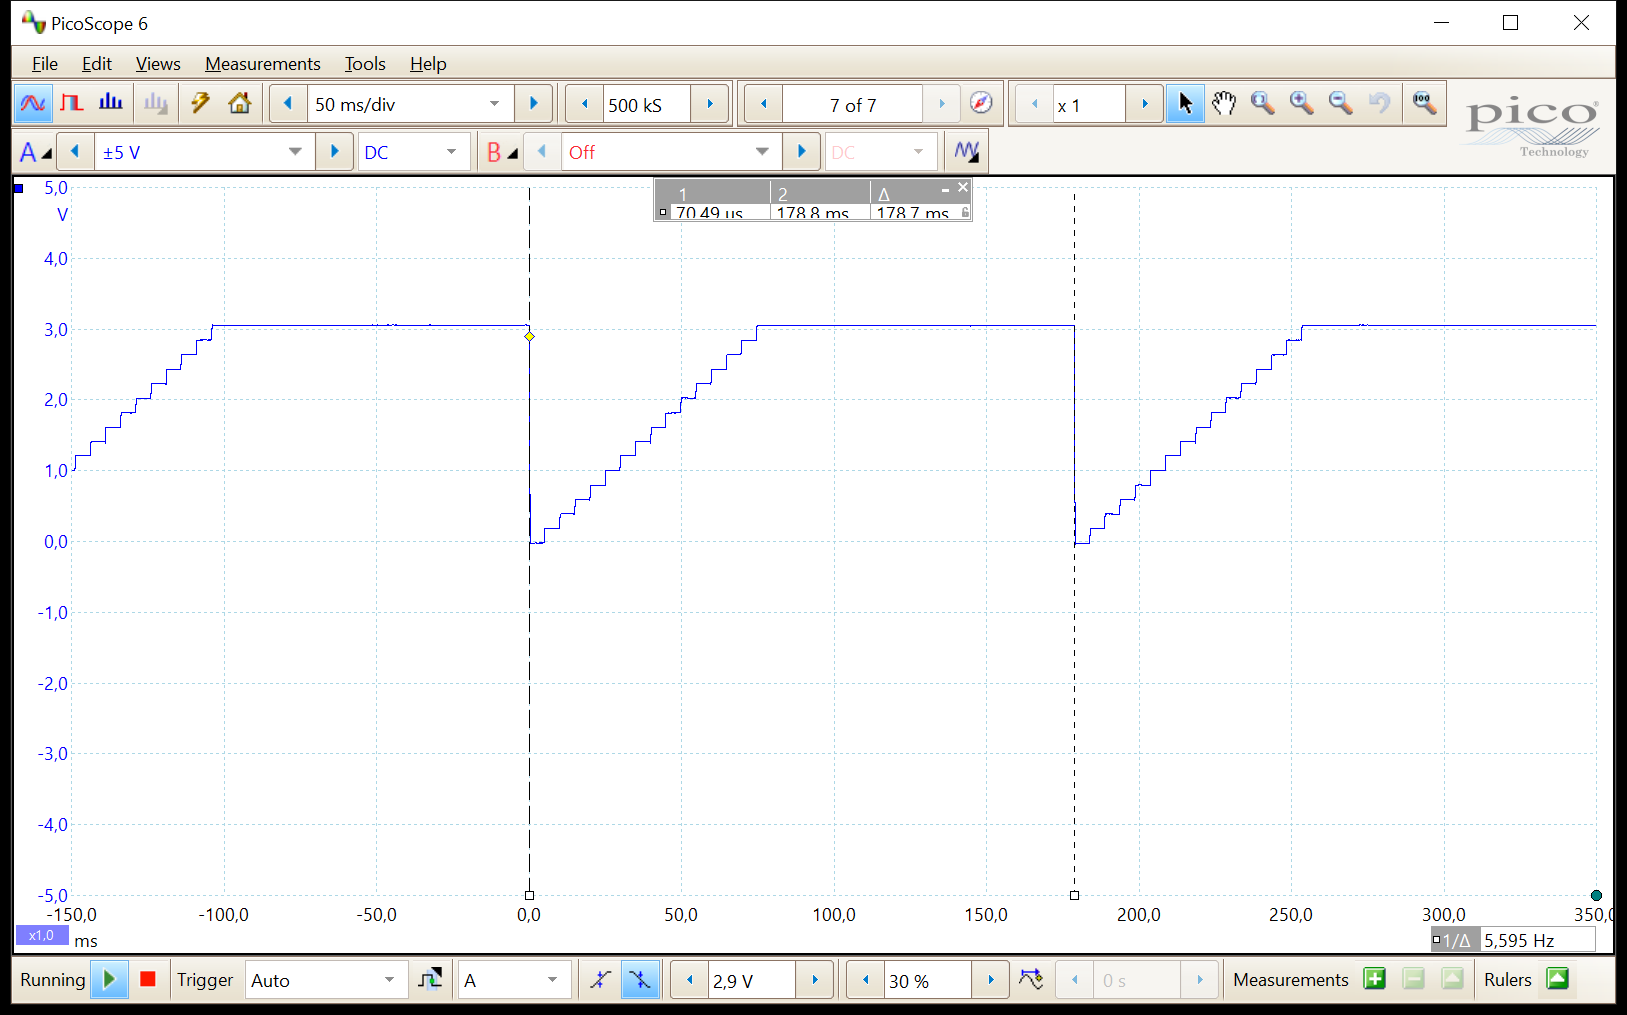 PicoScope 6
File Edit Views Measurements Tools Help
50 ms/div 500 kS 7 of 7 x 1
pico
Technology
A ±5 V DC B Off DC
1 2 Δ
70,49 µs 178,8 ms 178,7 ms
5,0
V
4,0
3,0
2,0
1,0
0,0
-1,0
-2,0
-3,0
-4,0
-5,0
-150,0 -100,0 -50,0 0,0 50,0 100,0 150,0 200,0 250,0 300,0 350,0
x1,0 ms
1/Δ 5,595 Hz
Running Trigger Auto A 2,9 V 30 % 0 s Measurements Rulers